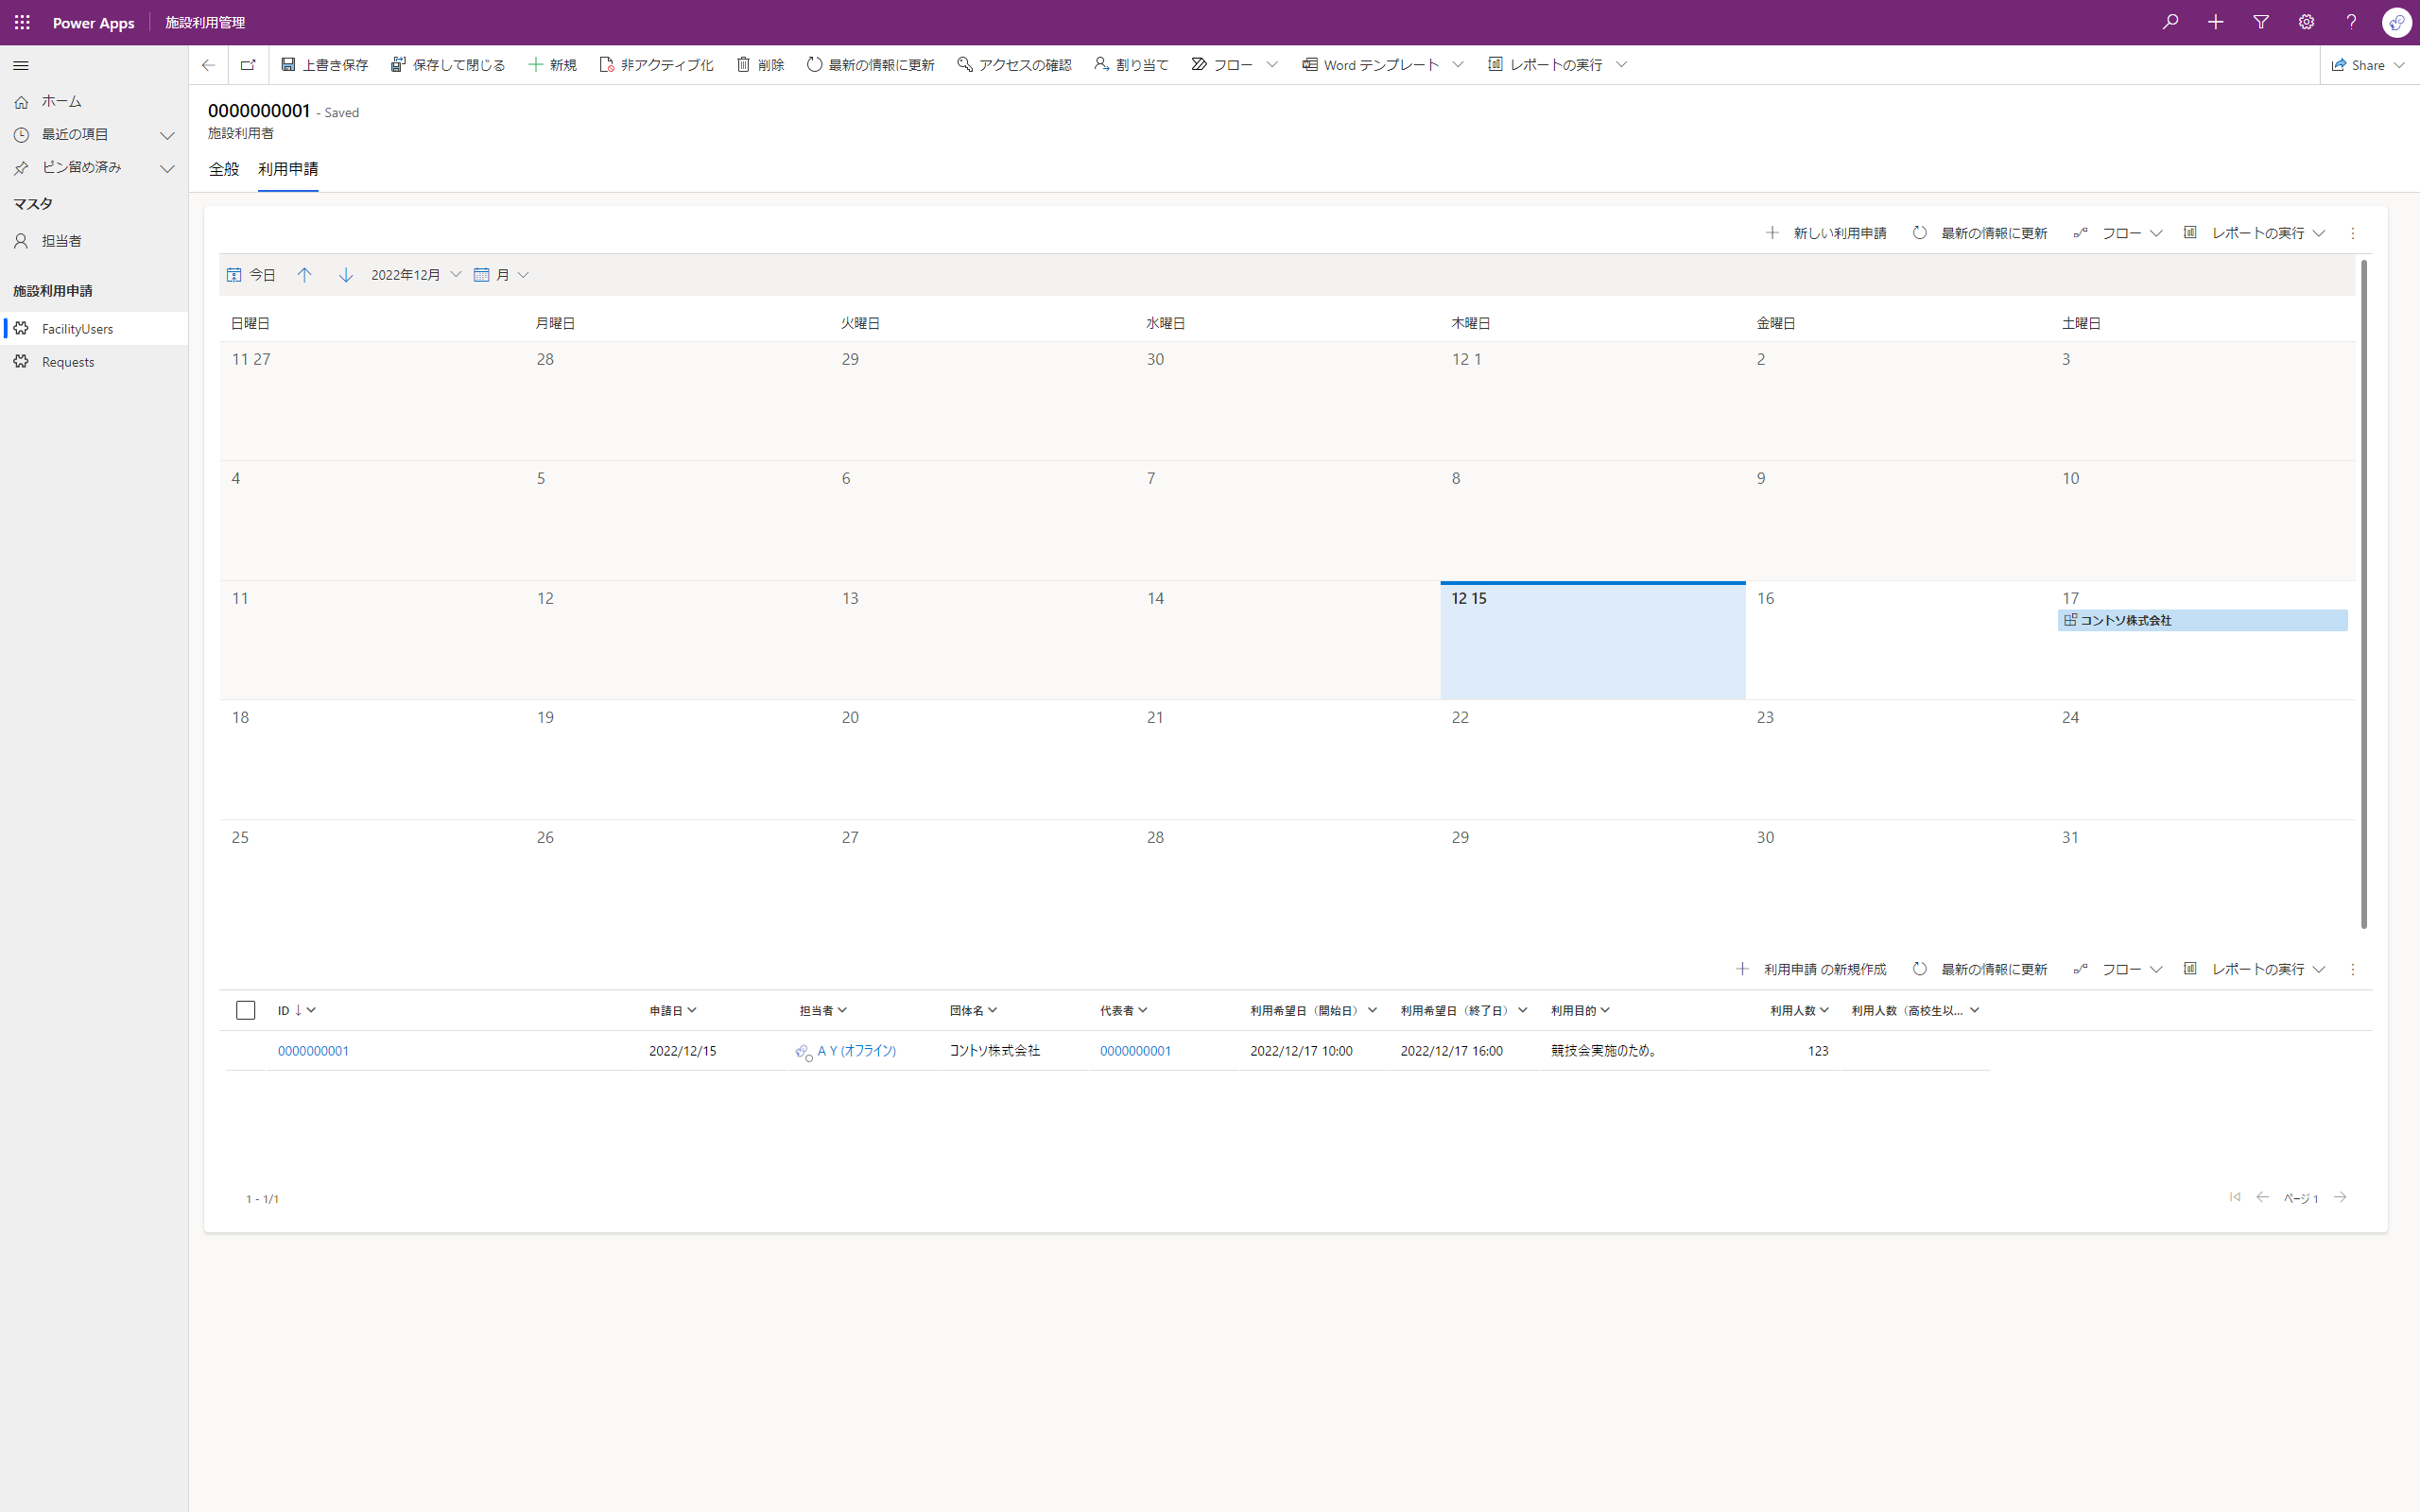 Power Apps 施設利用管理
上書き保存 保存して閉じる 新規 非アクティブ化 削除 最新の情報に更新 アクセスの確認 割り当て フロー Word テンプレート レポートの実行 Share
ホーム
最近の項目
ピン留め済み
マスタ
担当者
施設利用申請
FacilityUsers
Requests
0000000001 - Saved
施設利用者
全般 利用申請
新しい利用申請 最新の情報に更新 フロー レポートの実行
今日 2022年12月 月
日曜日 月曜日 火曜日 水曜日 木曜日 金曜日 土曜日
11 27 28 29 30 12 1 2 3
4 5 6 7 8 9 10
11 12 13 14 12 15 16 17
コントソ株式会社
18 19 20 21 22 23 24
25 26 27 28 29 30 31
利用申請 の新規作成 最新の情報に更新 フロー レポートの実行
ID 申請日 担当者 団体名 代表者 利用希望日（開始日） 利用希望日（終了日） 利用目的 利用人数 利用人数（高校生以...
0000000001 2022/12/15 A Y (オフライン) コントソ株式会社 0000000001 2022/12/17 10:00 2022/12/17 16:00 競技会実施のため。 123
1 - 1/1 ページ 1